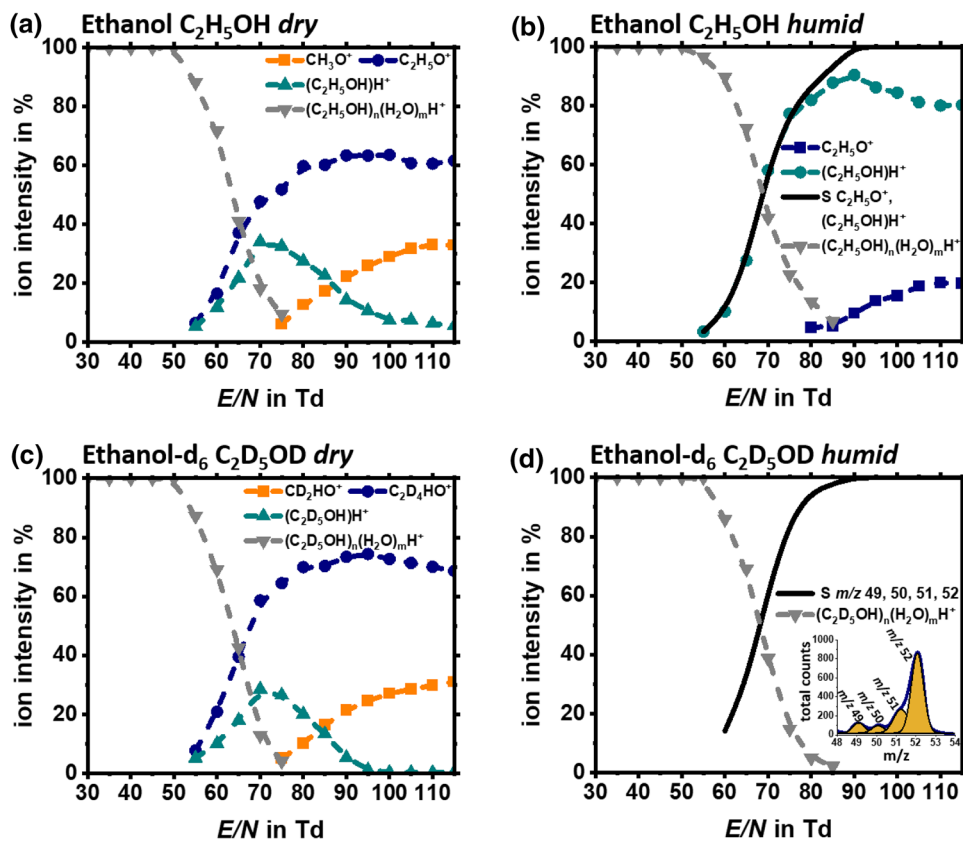 (a) Ethanol C₂H₅OH dry
ion intensity in %
100
80
60
40
20
0
CH₃O⁺ C₂H₅O⁺
(C₂H₅OH)H⁺
(C₂H₅OH)ₙ(H₂O)ₘH⁺
30 40 50 60 70 80 90 100 110
E/N in Td
(b) Ethanol C₂H₅OH humid
ion intensity in %
100
80
60
40
20
0
C₂H₅O⁺
(C₂H₅OH)H⁺
S C₂H₅O⁺,
(C₂H₅OH)H⁺
(C₂H₅OH)ₙ(H₂O)ₘH⁺
30 40 50 60 70 80 90 100 110
E/N in Td
(c) Ethanol-d₆ C₂D₅OD dry
ion intensity in %
100
80
60
40
20
0
CD₂HO⁺ C₂D₄HO⁺
(C₂D₅OH)H⁺
(C₂D₅OH)ₙ(H₂O)ₘH⁺
30 40 50 60 70 80 90 100 110
E/N in Td
(d) Ethanol-d₆ C₂D₅OD humid
ion intensity in %
100
80
60
40
20
0
S m/z 49, 50, 51, 52
(C₂D₅OH)ₙ(H₂O)ₘH⁺
total counts
1000
800
600
400
200
0
m/z 49
m/z 50
m/z 51
m/z 52
48 49 50 51 52 53 54
m/z
30 40 50 60 70 80 90 100 110
E/N in Td